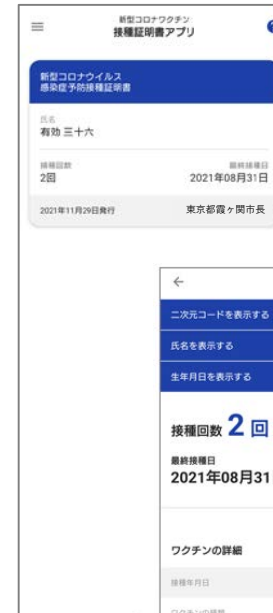 新型コロナワクチン
接種証明書アプリ
新型コロナウイルス
感染症予防接種証明書
氏名
有効 三十六
接種回数
最終接種日
2回
2021年08月31日
2021年11月29日発行
東京都霞ヶ関市長
二次元コードを表示する
氏名を表示する
生年月日を表示する
接種回数 2 回
最終接種日
2021年08月31
ワクチンの詳細
接種年月日